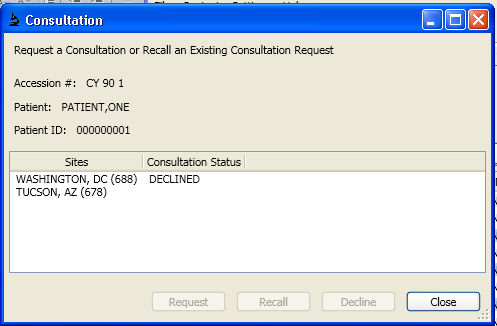 Consultation
Request a Consultation or Recall an Existing Consultation Request
Accession #: CY 90 1
Patient: PATIENT,ONE
Patient ID: 000000001
Sites Consultation Status
WASHINGTON, DC (688) DECLINED
TUCSON, AZ (678)
Request Recall Decline Close